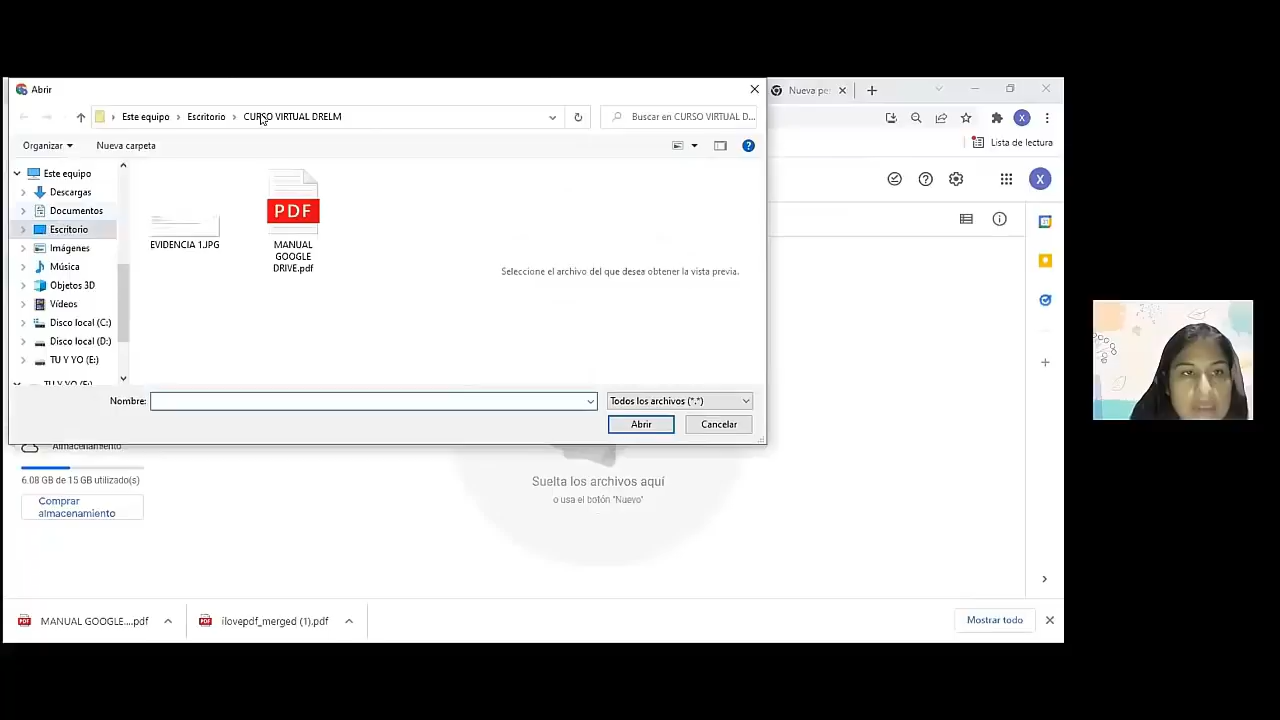 Abrir
Nueva pe
Este equipo > Escritorio > CURSO VIRTUAL DRELM
Buscar en CURSO VIRTUAL D...
Organizar
Nueva carpeta
Lista de lectura
Este equipo
Descargas
Documentos
Escritorio
Imágenes
Música
Objetos 3D
Vídeos
Disco local (C:)
Disco local (D:)
TU Y YO (E:)
TU Y YO (E:)
EVIDENCIA 1.JPG
PDF
MANUAL
GOOGLE
DRIVE.pdf
Seleccione el archivo del que desea obtener la vista previa.
X
X
Nombre:
Todos los archivos (*.*)
Abrir
Cancelar
Almacenamiento
6.08 GB de 15 GB utilizado(s)
Comprar
almacenamiento
Suelta los archivos aquí
o usa el botón "Nuevo"
MANUAL GOOGLE....pdf
ilovepdf_merged (1).pdf
Mostrar todo